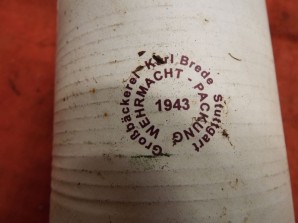 Großbäckerei Karl Brede Stuttgart
WEHRMACHT - PACKUNG
1943